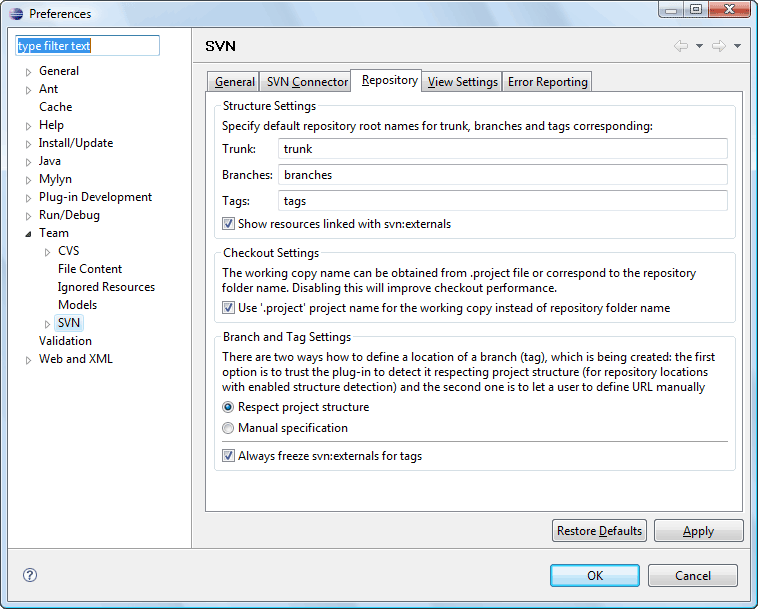 Preferences
type filter text
General
Ant
Cache
Help
Install/Update
Java
Mylyn
Plug-in Development
Run/Debug
Team
CVS
File Content
Ignored Resources
Models
SVN
Validation
Web and XML
SVN
General
SVN Connector
Repository
View Settings
Error Reporting
Structure Settings
Specify default repository root names for trunk, branches and tags corresponding:
Trunk: trunk
Branches: branches
Tags: tags
Show resources linked with svn:externals
Checkout Settings
The working copy name can be obtained from .project file or correspond to the repository
folder name. Disabling this will improve checkout performance.
Use '.project' project name for the working copy instead of repository folder name
Branch and Tag Settings
There are two ways how to define a location of a branch (tag), which is being created: the first
option is to trust the plug-in to detect it respecting project structure (for repository locations
with enabled structure detection) and the second one is to let a user to define URL manually
Respect project structure
Manual specification
Always freeze svn:externals for tags
Restore Defaults
Apply
?
OK
Cancel